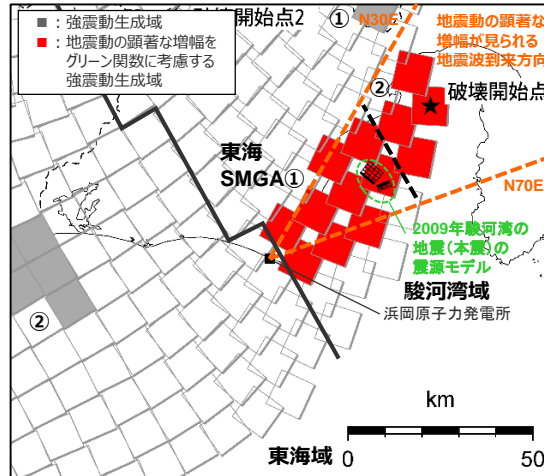 ■：強震動生成域
■：地震動の顕著な増幅を
グリーン関数に考慮する
強震動生成域
破壊開始点2
①
N30E
地震動の顕著な
増幅が見られる
地震波到来方向
②
破壊開始点
東海
SMGA①
N70E
2009年駿河湾の
地震(本震)の
震源モデル
駿河湾域
浜岡原子力発電所
②
km
東海域
0
50